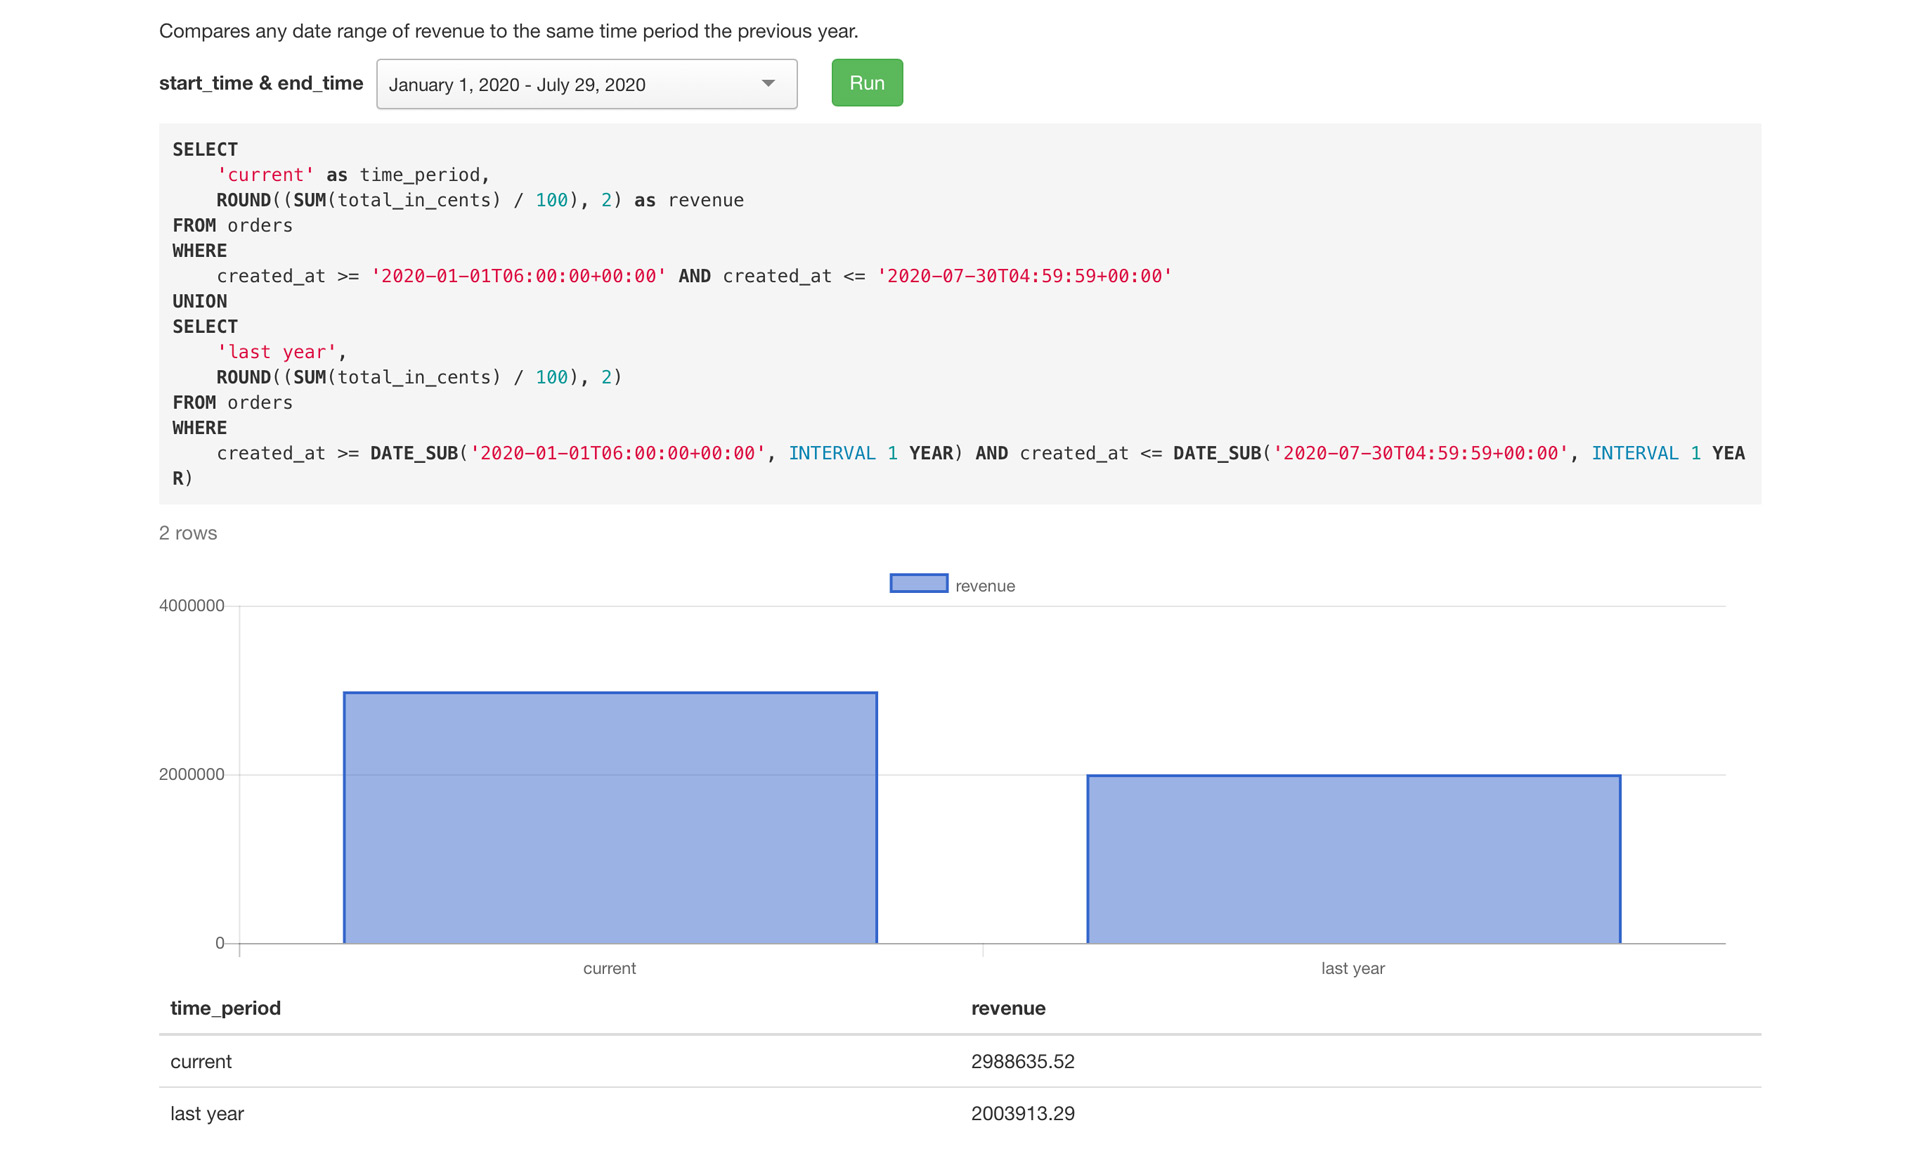 Compares any date range of revenue to the same time period the previous year.
start_time & end_time January 1, 2020 - July 29, 2020 Run
SELECT
    'current' as time_period,
    ROUND((SUM(total_in_cents) / 100), 2) as revenue
FROM orders
WHERE
    created_at >= '2020-01-01T06:00:00+00:00' AND created_at <= '2020-07-30T04:59:59+00:00'
UNION
SELECT
    'last year',
    ROUND((SUM(total_in_cents) / 100), 2)
FROM orders
WHERE
    created_at >= DATE_SUB('2020-01-01T06:00:00+00:00', INTERVAL 1 YEAR) AND created_at <= DATE_SUB('2020-07-30T04:59:59+00:00', INTERVAL 1 YEA
R)
2 rows
revenue
4000000
2000000
0
current last year
time_period revenue
current 2988635.52
last year 2003913.29